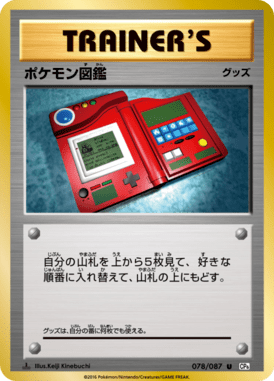 TRAINER'S
ポケモン図鑑
グッズ
自分の山札を上から5枚見て、好きな
順番に入れ替えて、山札の上にもどす。
グッズは、自分の番に何枚でも使える。
Illus.Keiji Kinebuchi
078/087 U CP6
©2016 Pokémon/Nintendo/Creatures/GAME FREAK.